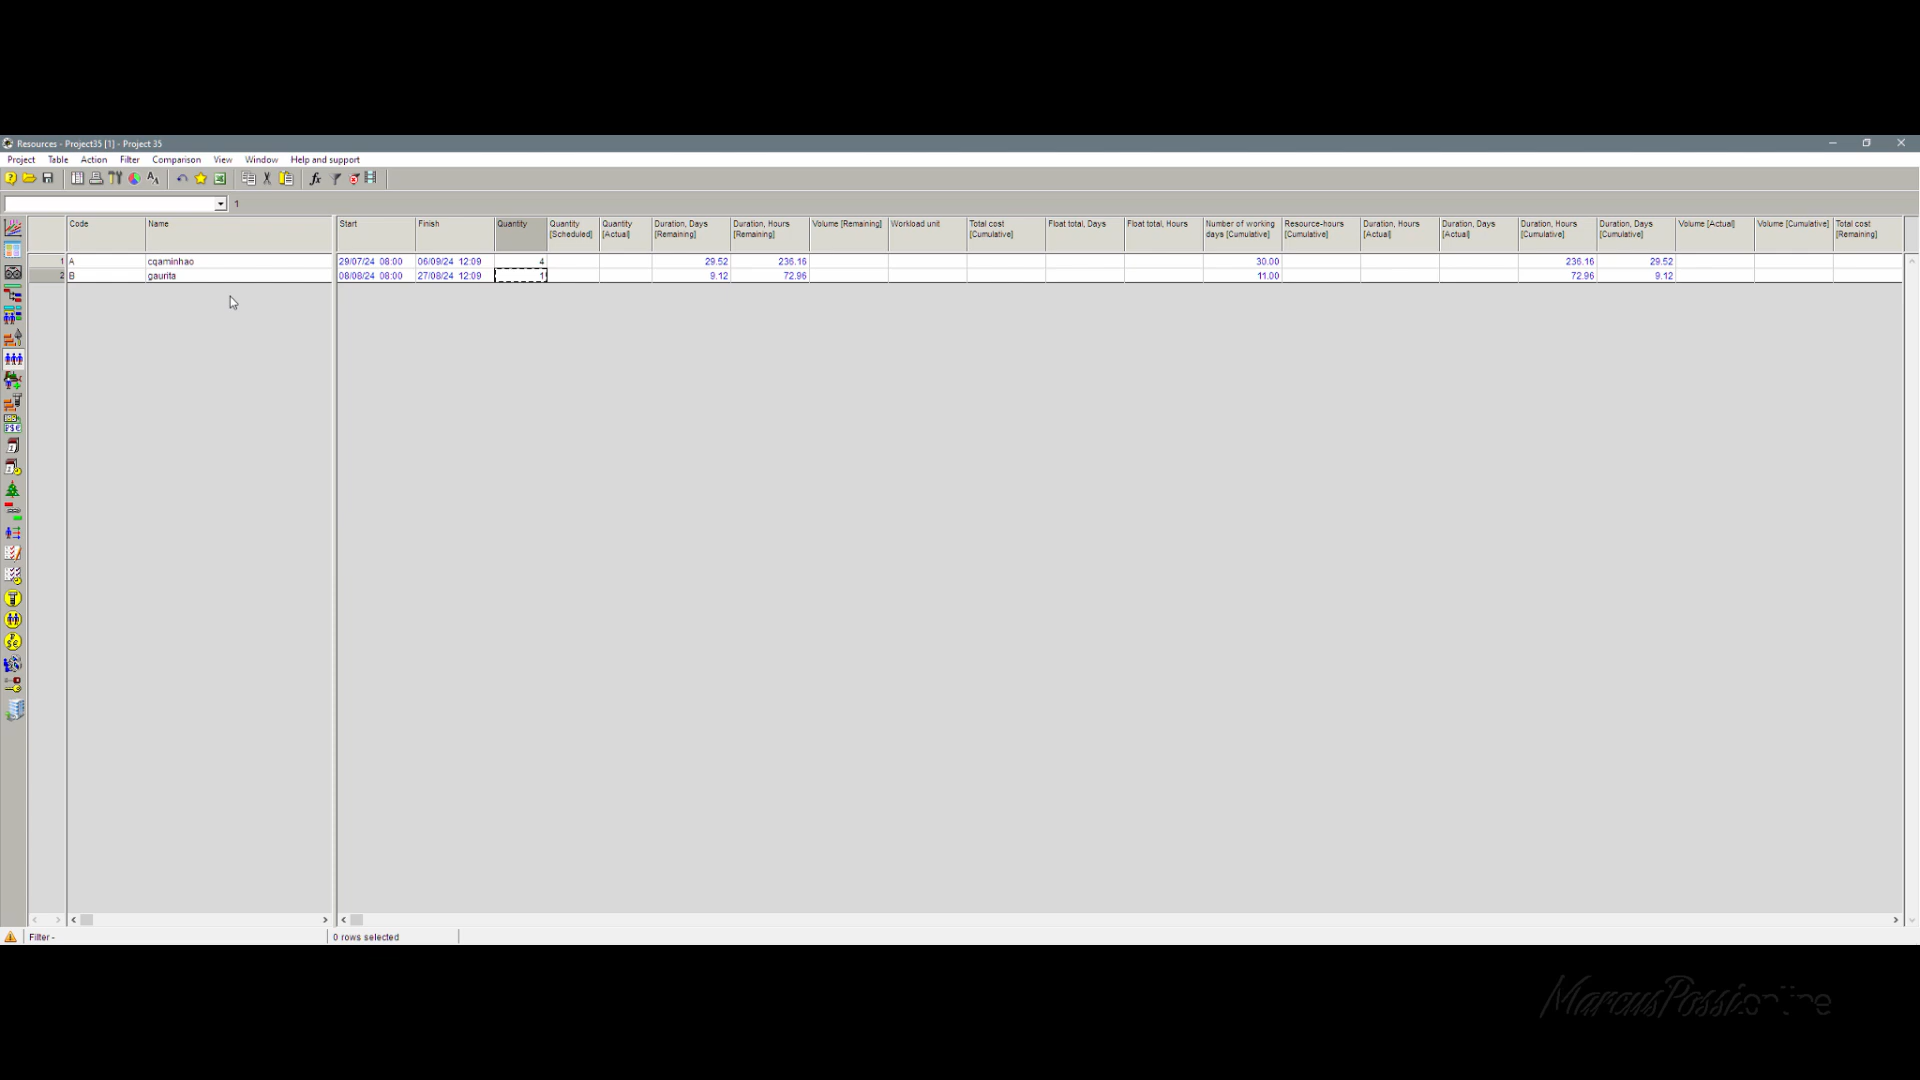 Resources - Project35 [1] - Project 35
Project Table Action Filter Comparison View Window Help and support
1
Code Name Start Finish Quantity Quantity [Scheduled] Quantity [Actual] Duration, Days [Remaining] Duration, Hours [Remaining] Volume [Remaining] Workload unit Total cost [Cumulative] Float total, Days Float total, Hours Number of working days [Cumulative] Resource-hours [Cumulative] Duration, Hours [Actual] Duration, Days [Actual] Duration, Hours [Cumulative] Duration, Days [Cumulative] Volume [Actual] Volume [Cumulative] Total cost [Remaining]
1 A cqaminhao 29/07/24 08:00 06/09/24 12:09 4 29.52 236.16 30.00 236.16 29.52
2 B gaurita 08/08/24 08:00 27/08/24 12:09 1 9.12 72.96 11.00 72.96 9.12
Filter - 0 rows selected
MarcusPossionline